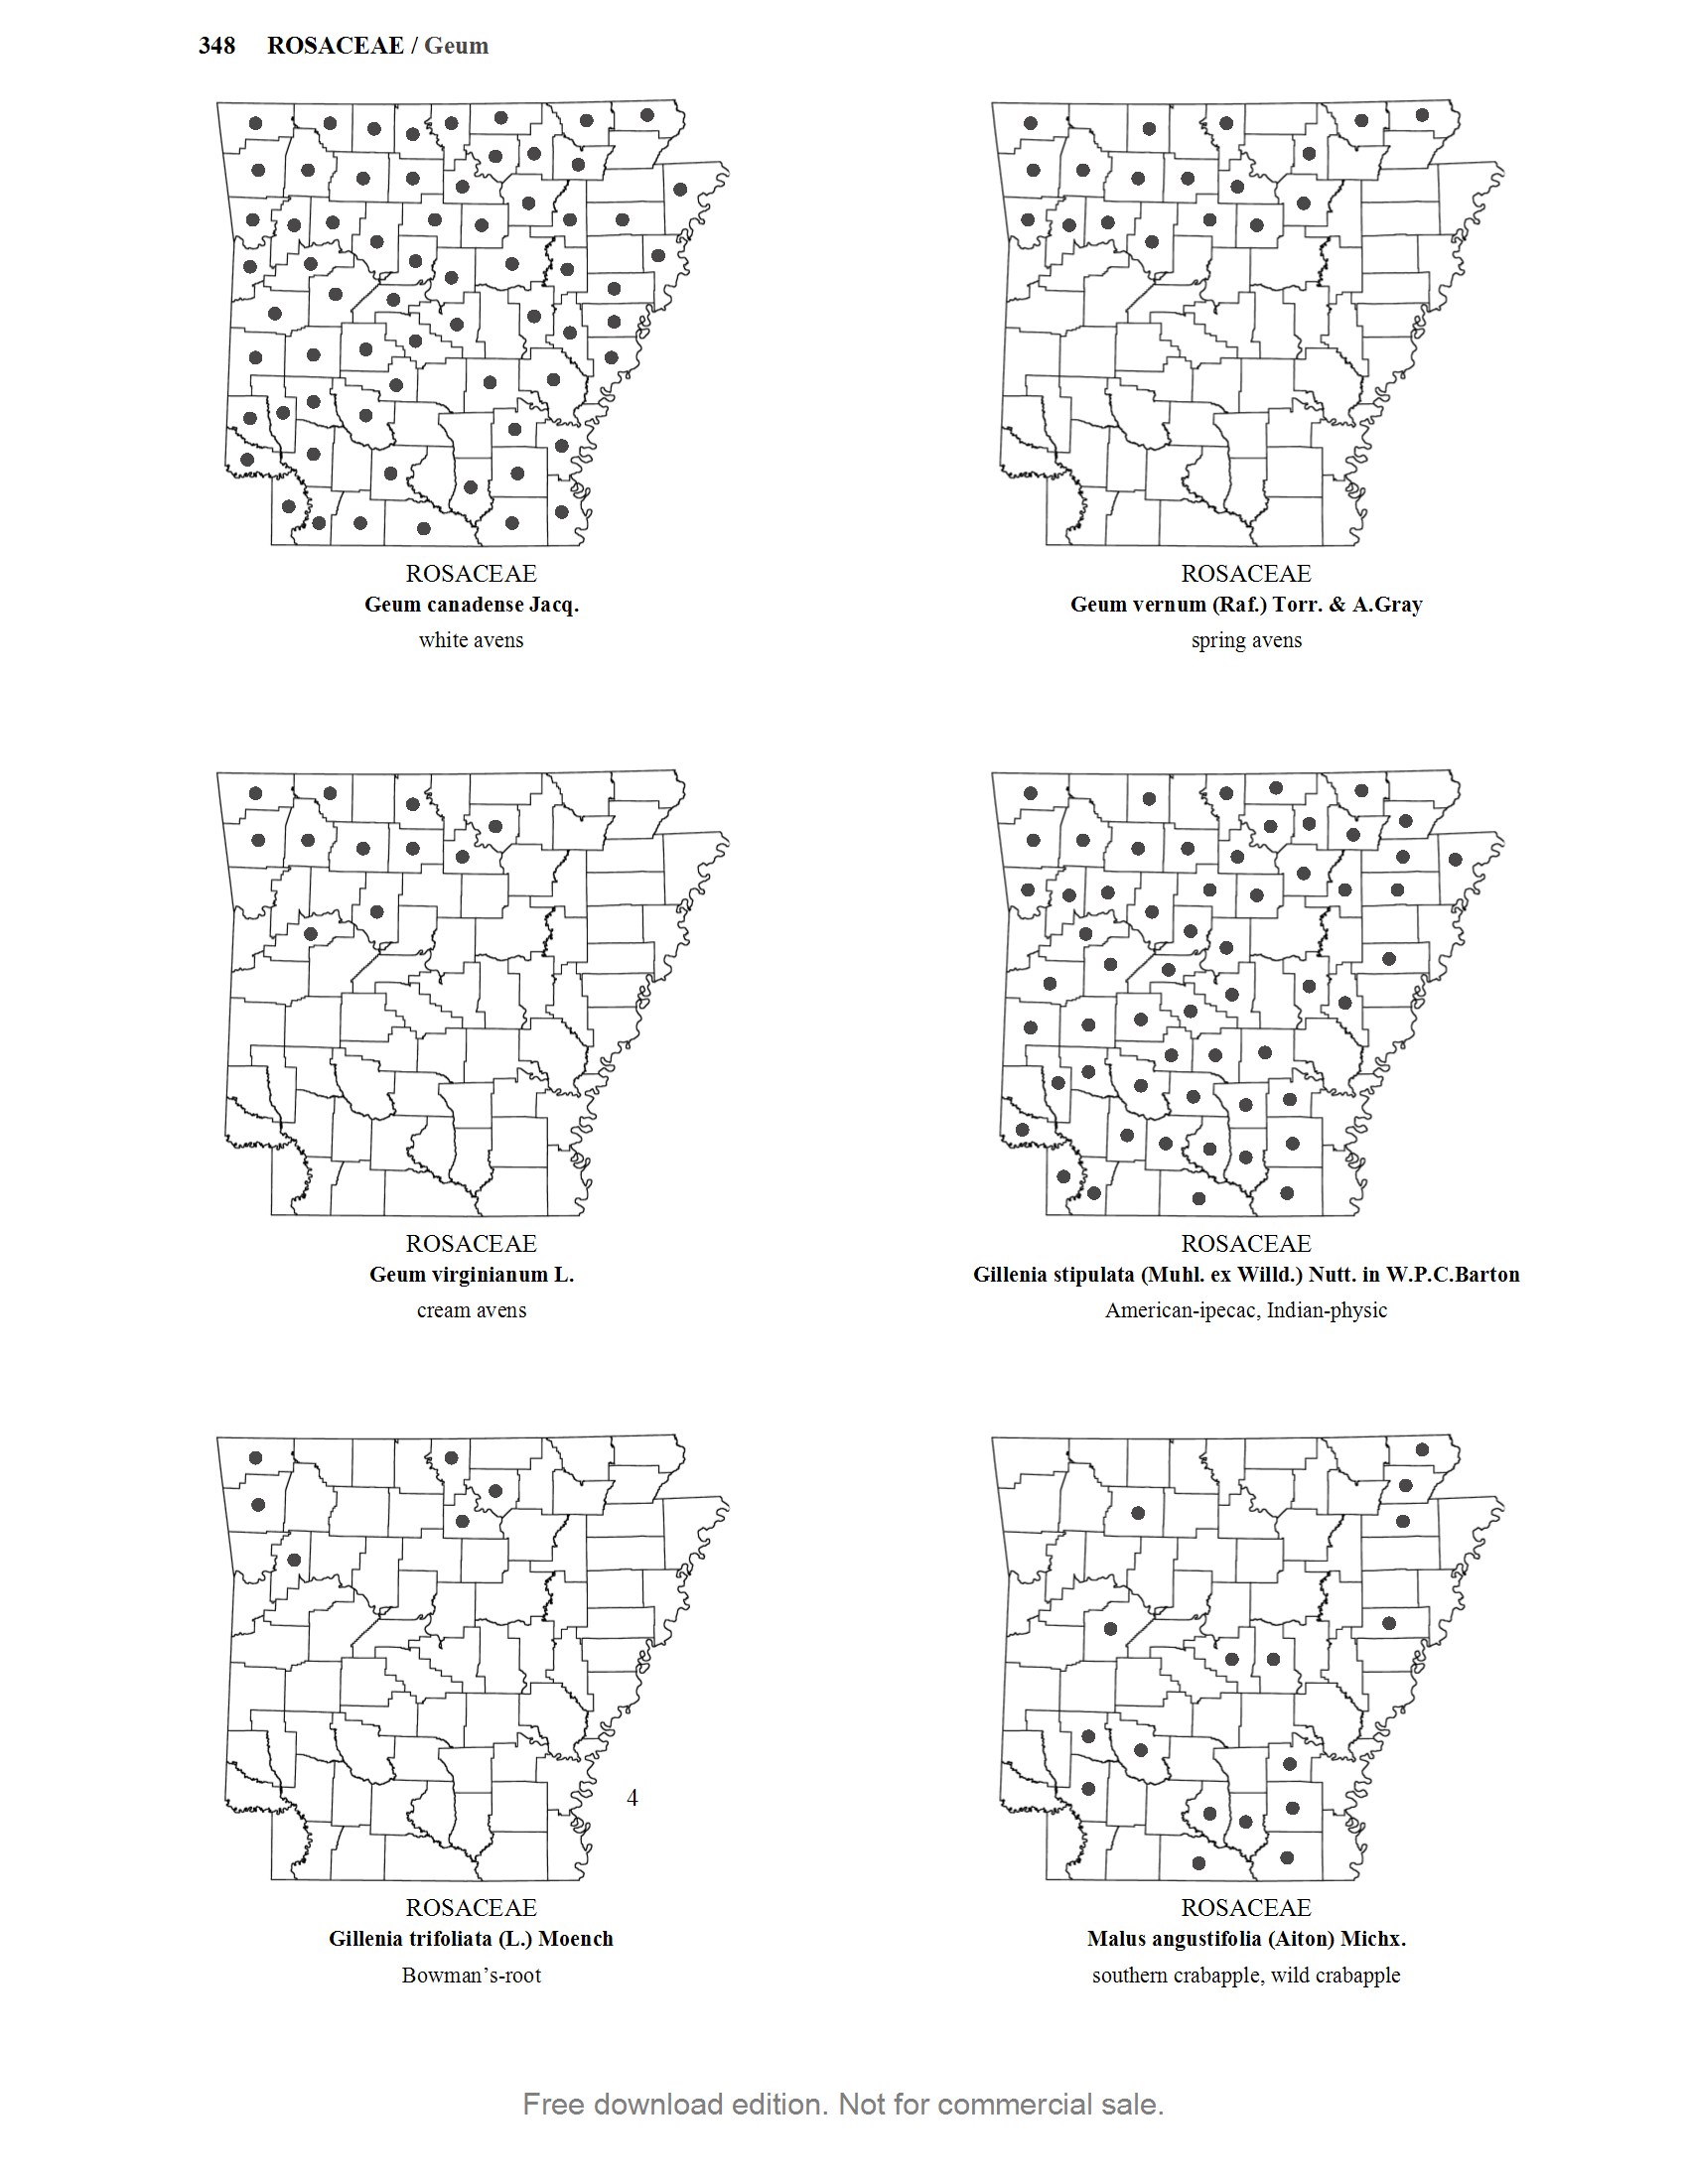 348 ROSACEAE / Geum
ROSACEAE
Geum canadense Jacq.
white avens
ROSACEAE
Geum vernum (Raf.) Torr. & A.Gray
spring avens
ROSACEAE
Geum virginianum L.
cream avens
ROSACEAE
Gillenia stipulata (Muhl. ex Willd.) Nutt. in W.P.C.Barton
American-ipecac, Indian-physic
4
ROSACEAE
Gillenia trifoliata (L.) Moench
Bowman’s-root
ROSACEAE
Malus angustifolia (Aiton) Michx.
southern crabapple, wild crabapple
Free download edition. Not for commercial sale.